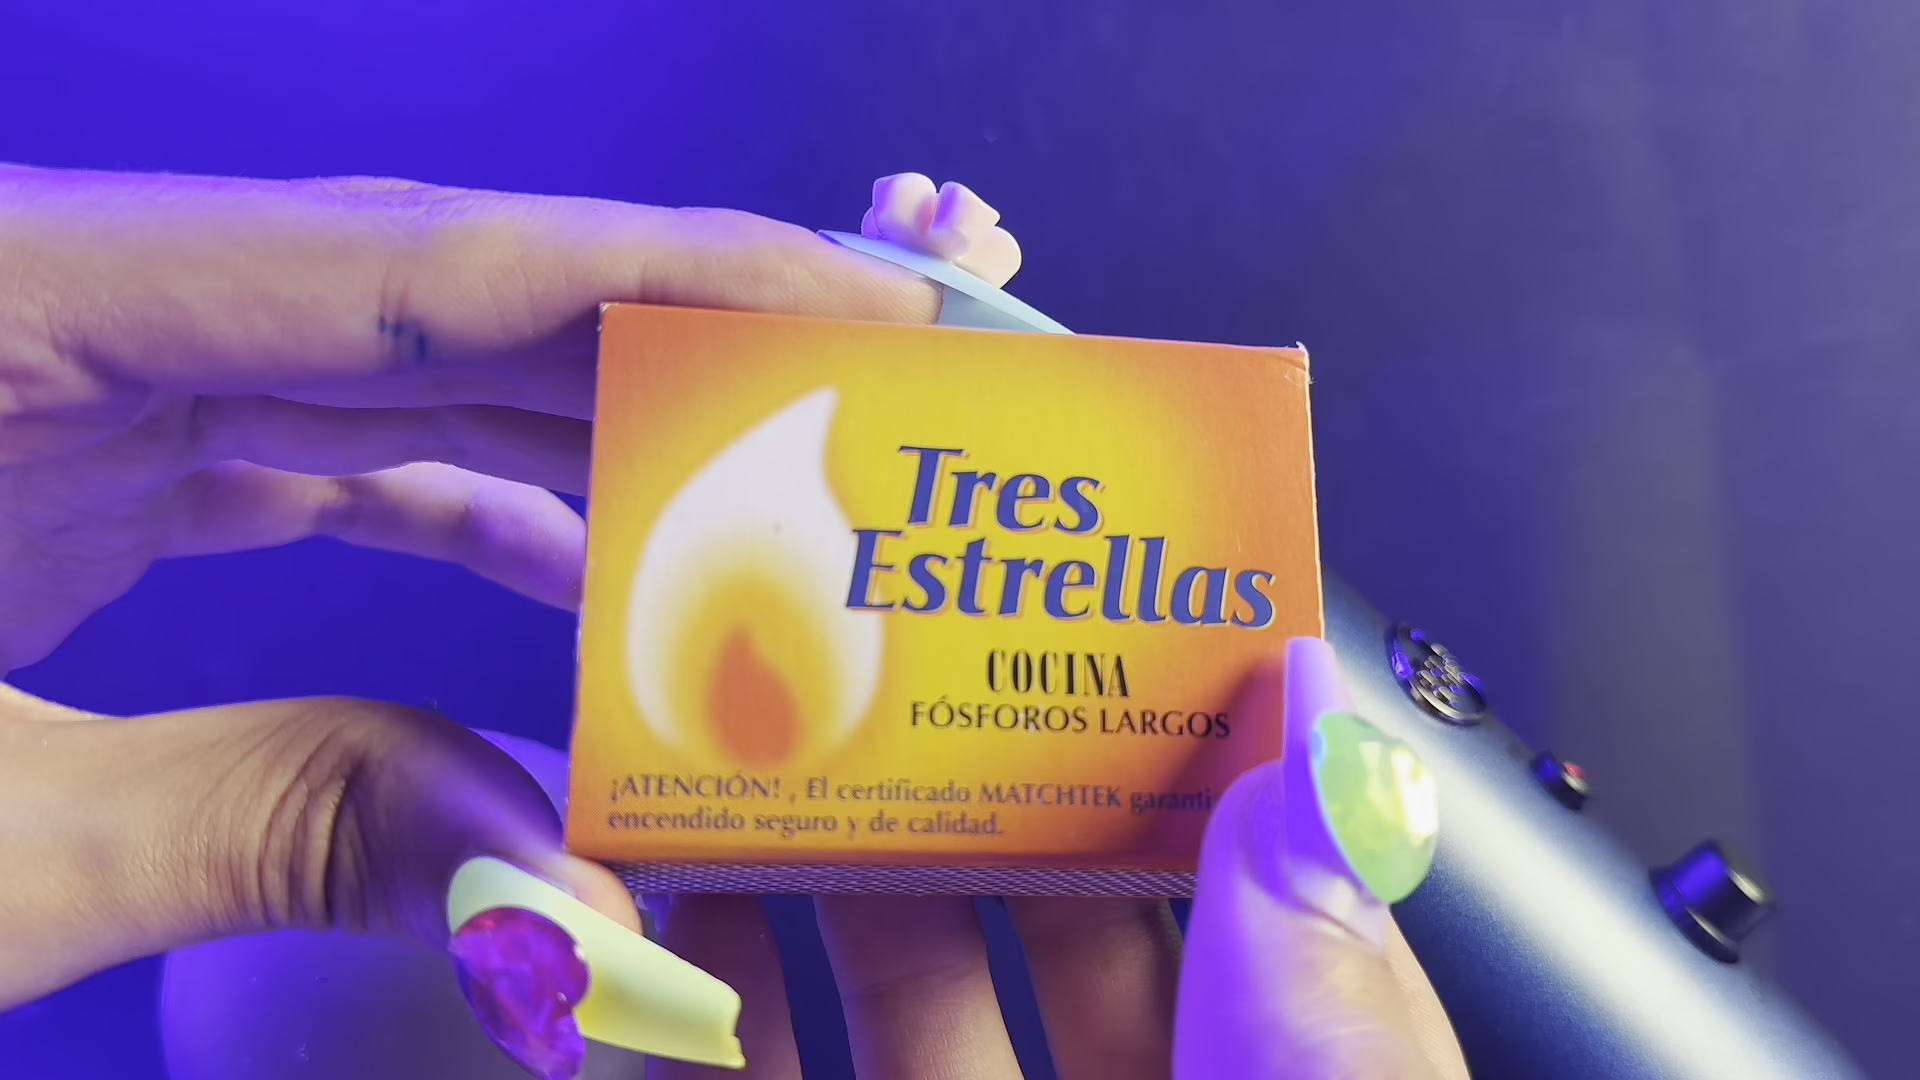 Tres
Estrellas
COCINA
FÓSFOROS LARGOS
¡ATENCIÓN! , El certificado MATCHTEK
encendido seguro y de calidad.